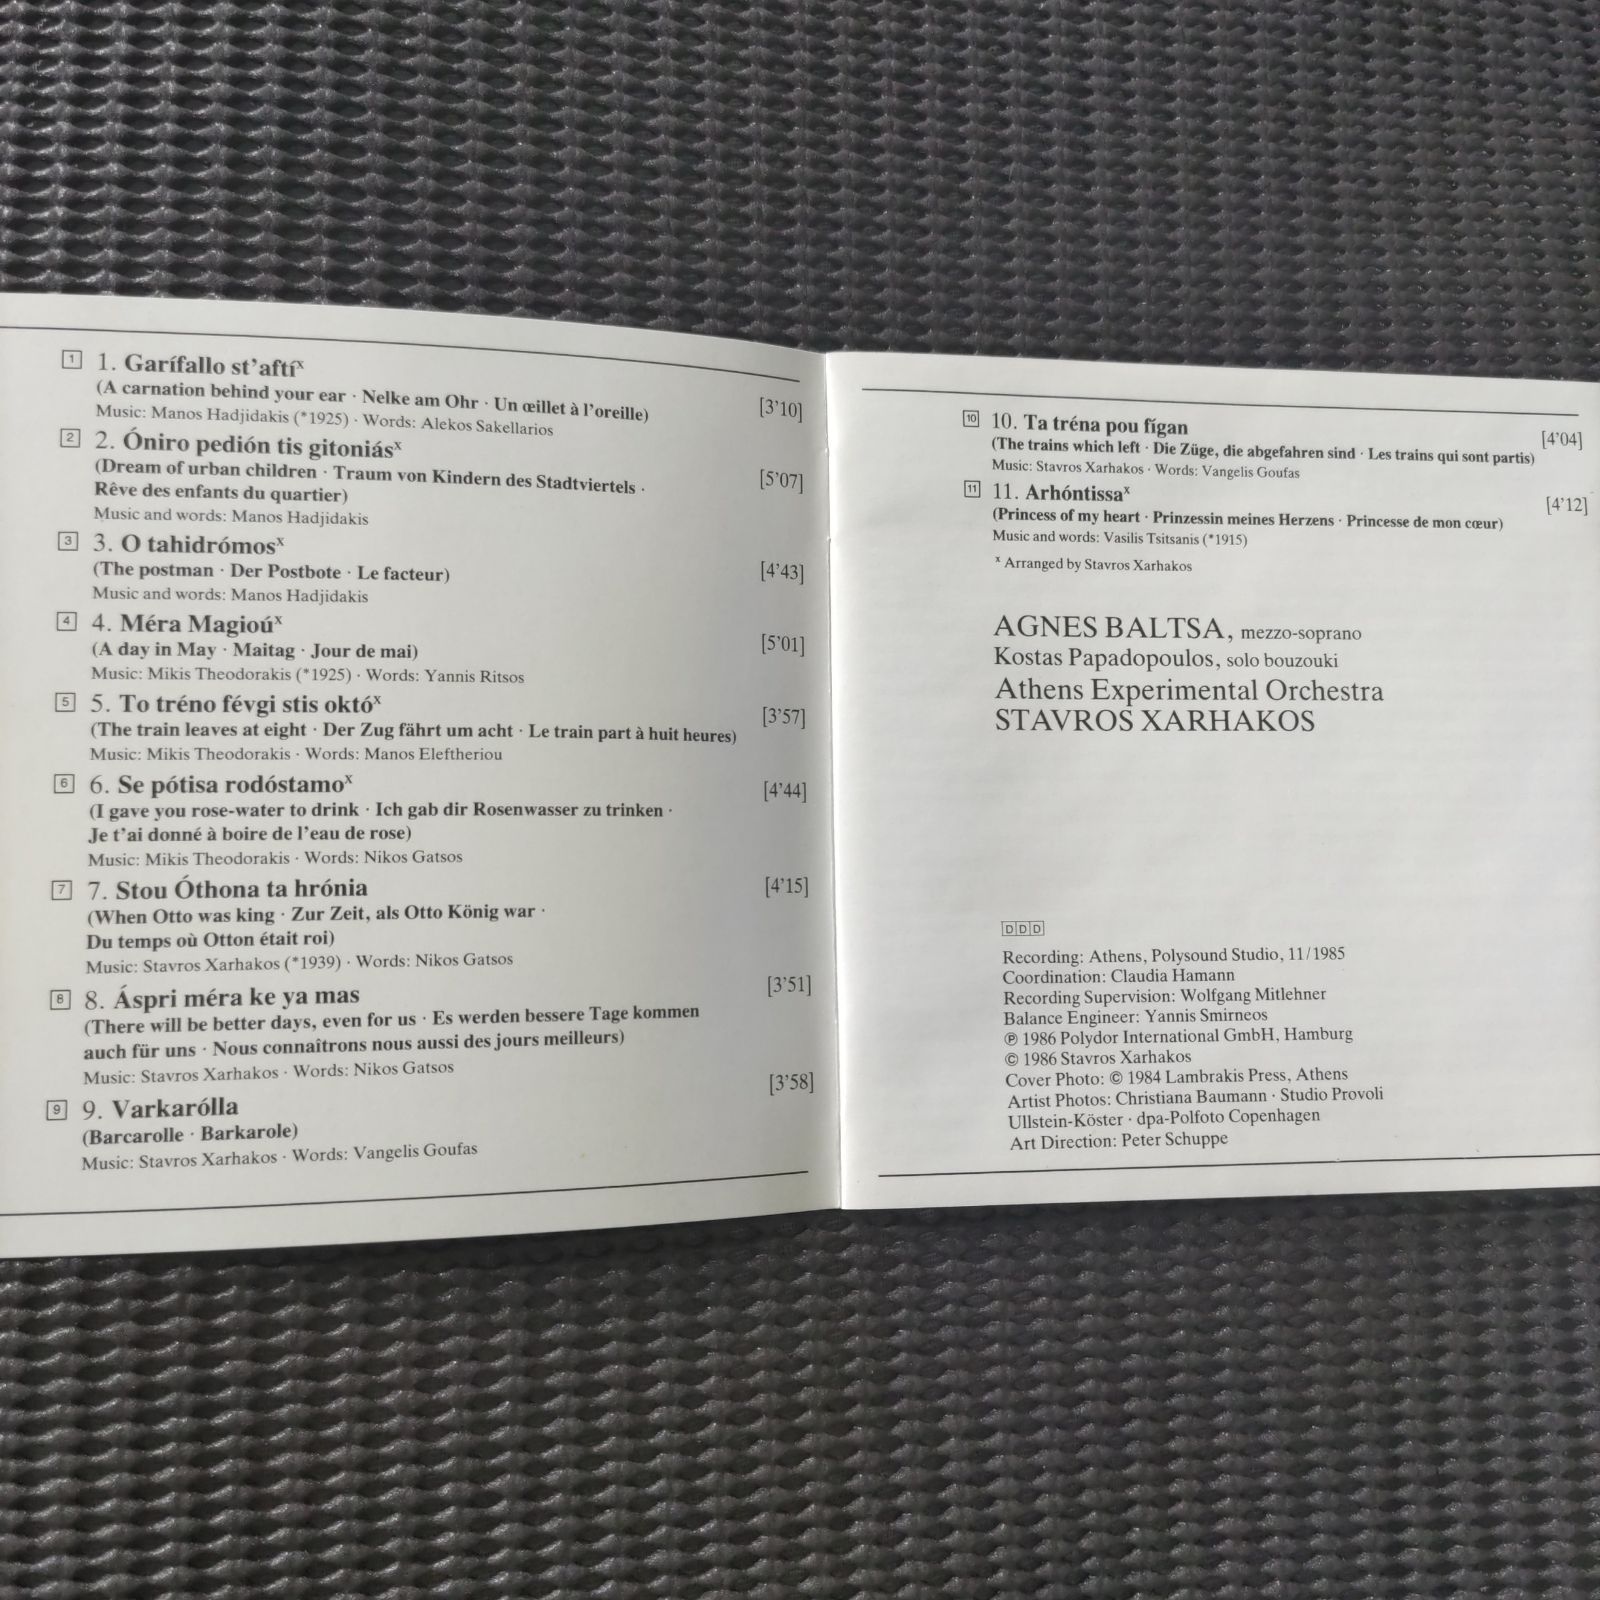 1 1. Garífallo st'aftíx [3'10]
(A carnation behind your ear · Nelke am Ohr · Un œillet à l'oreille)
Music: Manos Hadjidakis (*1925) · Words: Alekos Sakellarios
2 2. Óniro pedión tis gitoniásx [5'07]
(Dream of urban children · Traum von Kindern des Stadtviertels ·
Rêve des enfants du quartier)
Music and words: Manos Hadjidakis
3 3. O tahidrómosx [4'43]
(The postman · Der Postbote · Le facteur)
Music and words: Manos Hadjidakis
4 4. Méra Magioúx [5'01]
(A day in May · Maitag · Jour de mai)
Music: Mikis Theodorakis (*1925) · Words: Yannis Ritsos
5 5. To tréno févgi stis októx [3'57]
(The train leaves at eight · Der Zug fährt um acht · Le train part à huit heures)
Music: Mikis Theodorakis · Words: Manos Eleftheriou
6 6. Se pótisa rodóstamox [4'44]
(I gave you rose-water to drink · Ich gab dir Rosenwasser zu trinken ·
Je t'ai donné à boire de l'eau de rose)
Music: Mikis Theodorakis · Words: Nikos Gatsos
7 7. Stou Óthona ta hrónia [4'15]
(When Otto was king · Zur Zeit, als Otto König war ·
Du temps où Otton était roi)
Music: Stavros Xarhakos (*1939) · Words: Nikos Gatsos
8 8. Áspri méra ke ya mas [3'51]
(There will be better days, even for us · Es werden bessere Tage kommen
auch für uns · Nous connaîtrons nous aussi des jours meilleurs)
Music: Stavros Xarhakos · Words: Nikos Gatsos
9 9. Varkarólla [3'58]
(Barcarolle · Barkarole)
Music: Stavros Xarhakos · Words: Vangelis Goufas
10 10. Ta tréna pou fígan [4'04]
(The trains which left · Die Züge, die abgefahren sind · Les trains qui sont partis)
Music: Stavros Xarhakos · Words: Vangelis Goufas
11 11. Arhóntissax [4'12]
(Princess of my heart · Prinzessin meines Herzens · Princesse de mon cœur)
Music and words: Vasilis Tsitsanis (*1915)
x Arranged by Stavros Xarhakos
AGNES BALTSA, mezzo-soprano
Kostas Papadopoulos, solo bouzouki
Athens Experimental Orchestra
STAVROS XARHAKOS
DDD
Recording: Athens, Polysound Studio, 11/1985
Coordination: Claudia Hamann
Recording Supervision: Wolfgang Mitlehner
Balance Engineer: Yannis Smirneos
℗ 1986 Polydor International GmbH, Hamburg
© 1986 Stavros Xarhakos
Cover Photo: © 1984 Lambrakis Press, Athens
Artist Photos: Christiana Baumann · Studio Provoli
Ullstein-Köster · dpa-Polfoto Copenhagen
Art Direction: Peter Schuppe